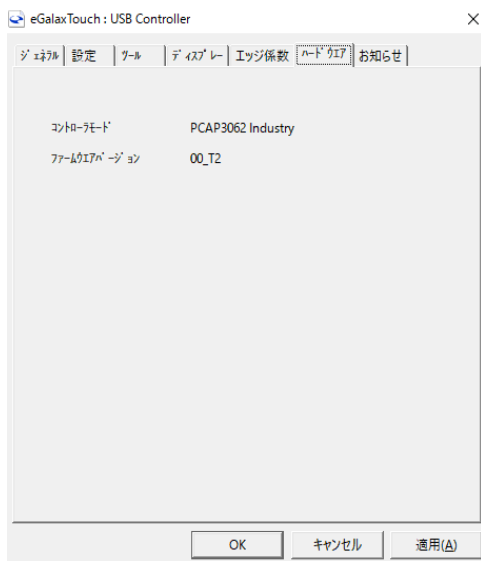 eGalaxTouch : USB Controller
ｼﾞｪﾈﾗﾙ 設定 ﾂｰﾙ ﾃﾞｨｽﾌﾟﾚｰ エッジ係数 ﾊｰﾄﾞｳｴｱ お知らせ
ｺﾝﾄﾛｰﾗﾓｰﾄﾞ PCAP3062 Industry
ﾌｧｰﾑｳｴｱﾊﾞｰｼﾞｮﾝ 00_T2
OK キャンセル 適用(A)